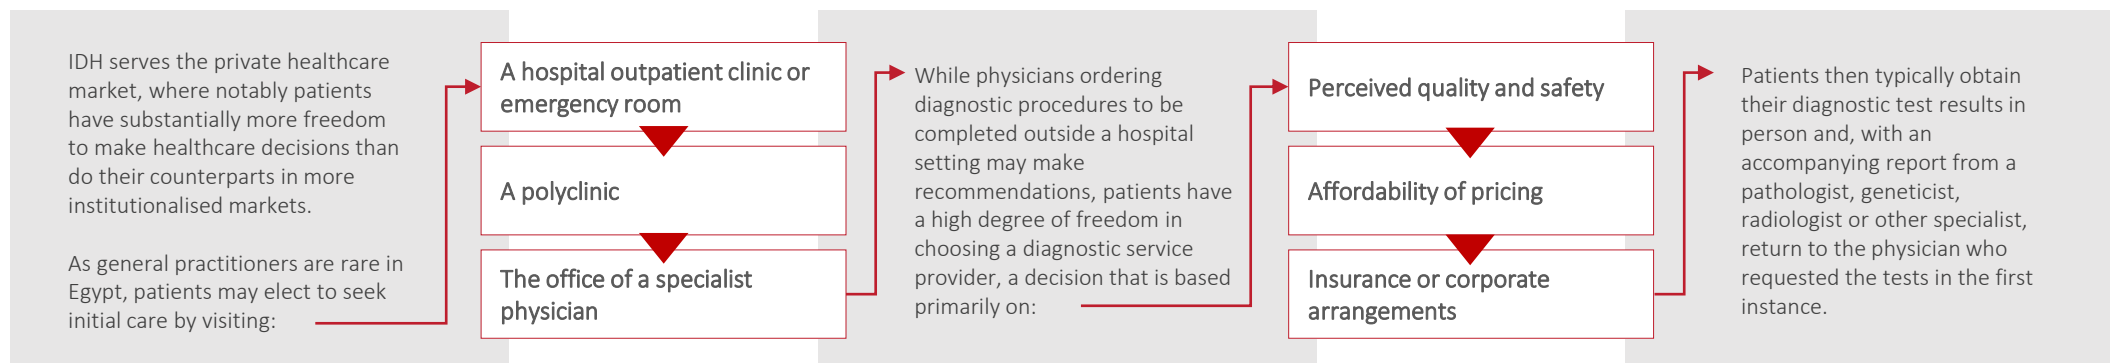 IDH serves the private healthcare
market, where notably patients
have substantially more freedom
to make healthcare decisions than
do their counterparts in more
institutionalised markets.
As general practitioners are rare in
Egypt, patients may elect to seek
initial care by visiting:
A hospital outpatient clinic or
emergency room
A polyclinic
The office of a specialist
physician
While physicians ordering
diagnostic procedures to be
completed outside a hospital
setting may make
recommendations, patients have
a high degree of freedom in
choosing a diagnostic service
provider, a decision that is based
primarily on:
Perceived quality and safety
Affordability of pricing
Insurance or corporate
arrangements
Patients then typically obtain
their diagnostic test results in
person and, with an
accompanying report from a
pathologist, geneticist,
radiologist or other specialist,
return to the physician who
requested the tests in the first
instance.